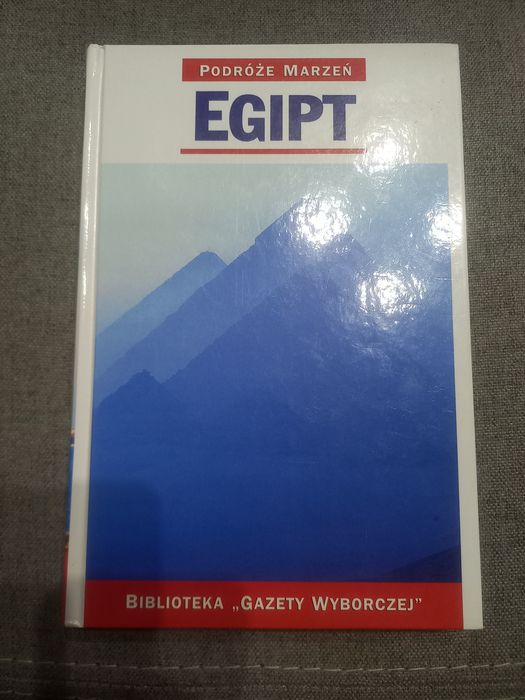 PODRÓŻE MARZEŃ
EGIPT
BIBLIOTEKA „GAZETY WYBORCZEJ"